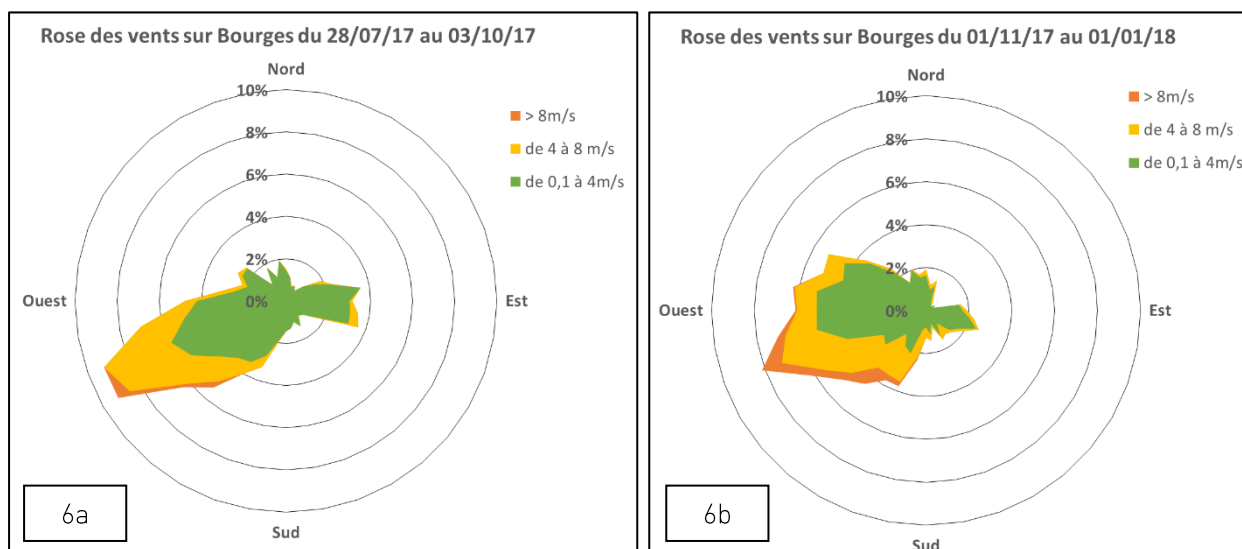 Rose des vents sur Bourges du 28/07/17 au 03/10/17
Nord
10%
8%
6%
4%
2%
0%
Ouest
Est
Sud
> 8m/s
de 4 à 8 m/s
de 0,1 à 4m/s
6a
Rose des vents sur Bourges du 01/11/17 au 01/01/18
Nord
10%
8%
6%
4%
2%
0%
Ouest
Est
Sud
> 8m/s
de 4 à 8 m/s
de 0,1 à 4m/s
6b